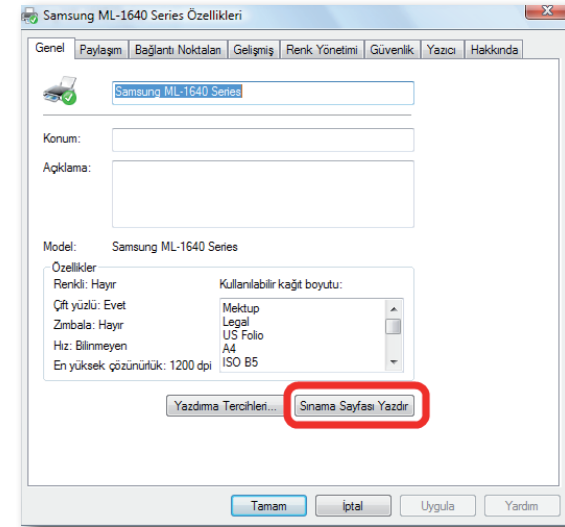 Samsung ML-1640 Series Özellikleri
Genel Paylaşım Bağlantı Noktaları Gelişmiş Renk Yönetimi Güvenlik Yazıcı Hakkında
Samsung ML-1640 Series
Konum:
Açıklama:
Model: Samsung ML-1640 Series
Özellikler
Renkli: Hayır Kullanılabilir kağıt boyutu:
Çift yüzlü: Evet Mektup
Zımbala: Hayır Legal
US Folio
Hız: Bilinmeyen A4
En yüksek çözünürlük: 1200 dpi ISO B5
Yazdırma Tercihleri... Sınama Sayfası Yazdır
Tamam İptal Uygula Yardım